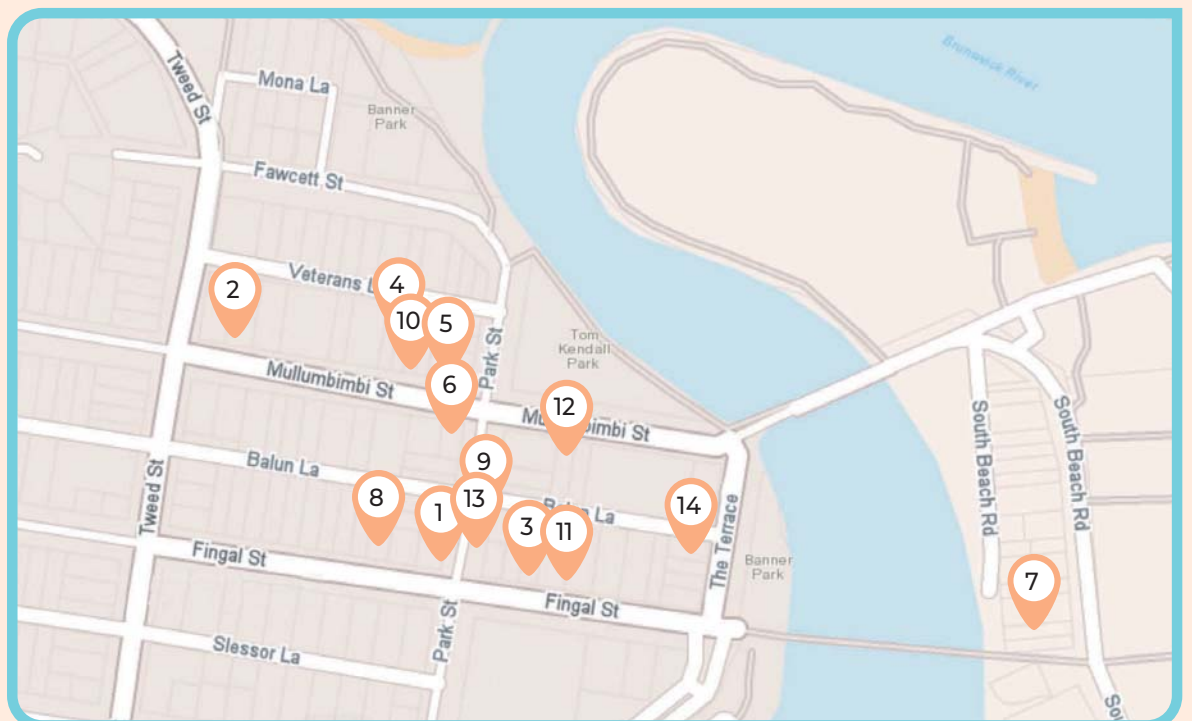 Brunswick River
Tweed St
Mona La
Banner
Park
Fawcett St
Veterans L
2
4
10
5
Park St
Tom
Kendall
Park
Mullumbimbi St
6
12
Mu bimbi St
South Beach Rd
South Beach Rd
Balun La
9
8
1
13
3
11
La
14
Tweed St
The Terrace
Banner
Park
7
Fingal St
Fingal St
Park St
Slessor La
So